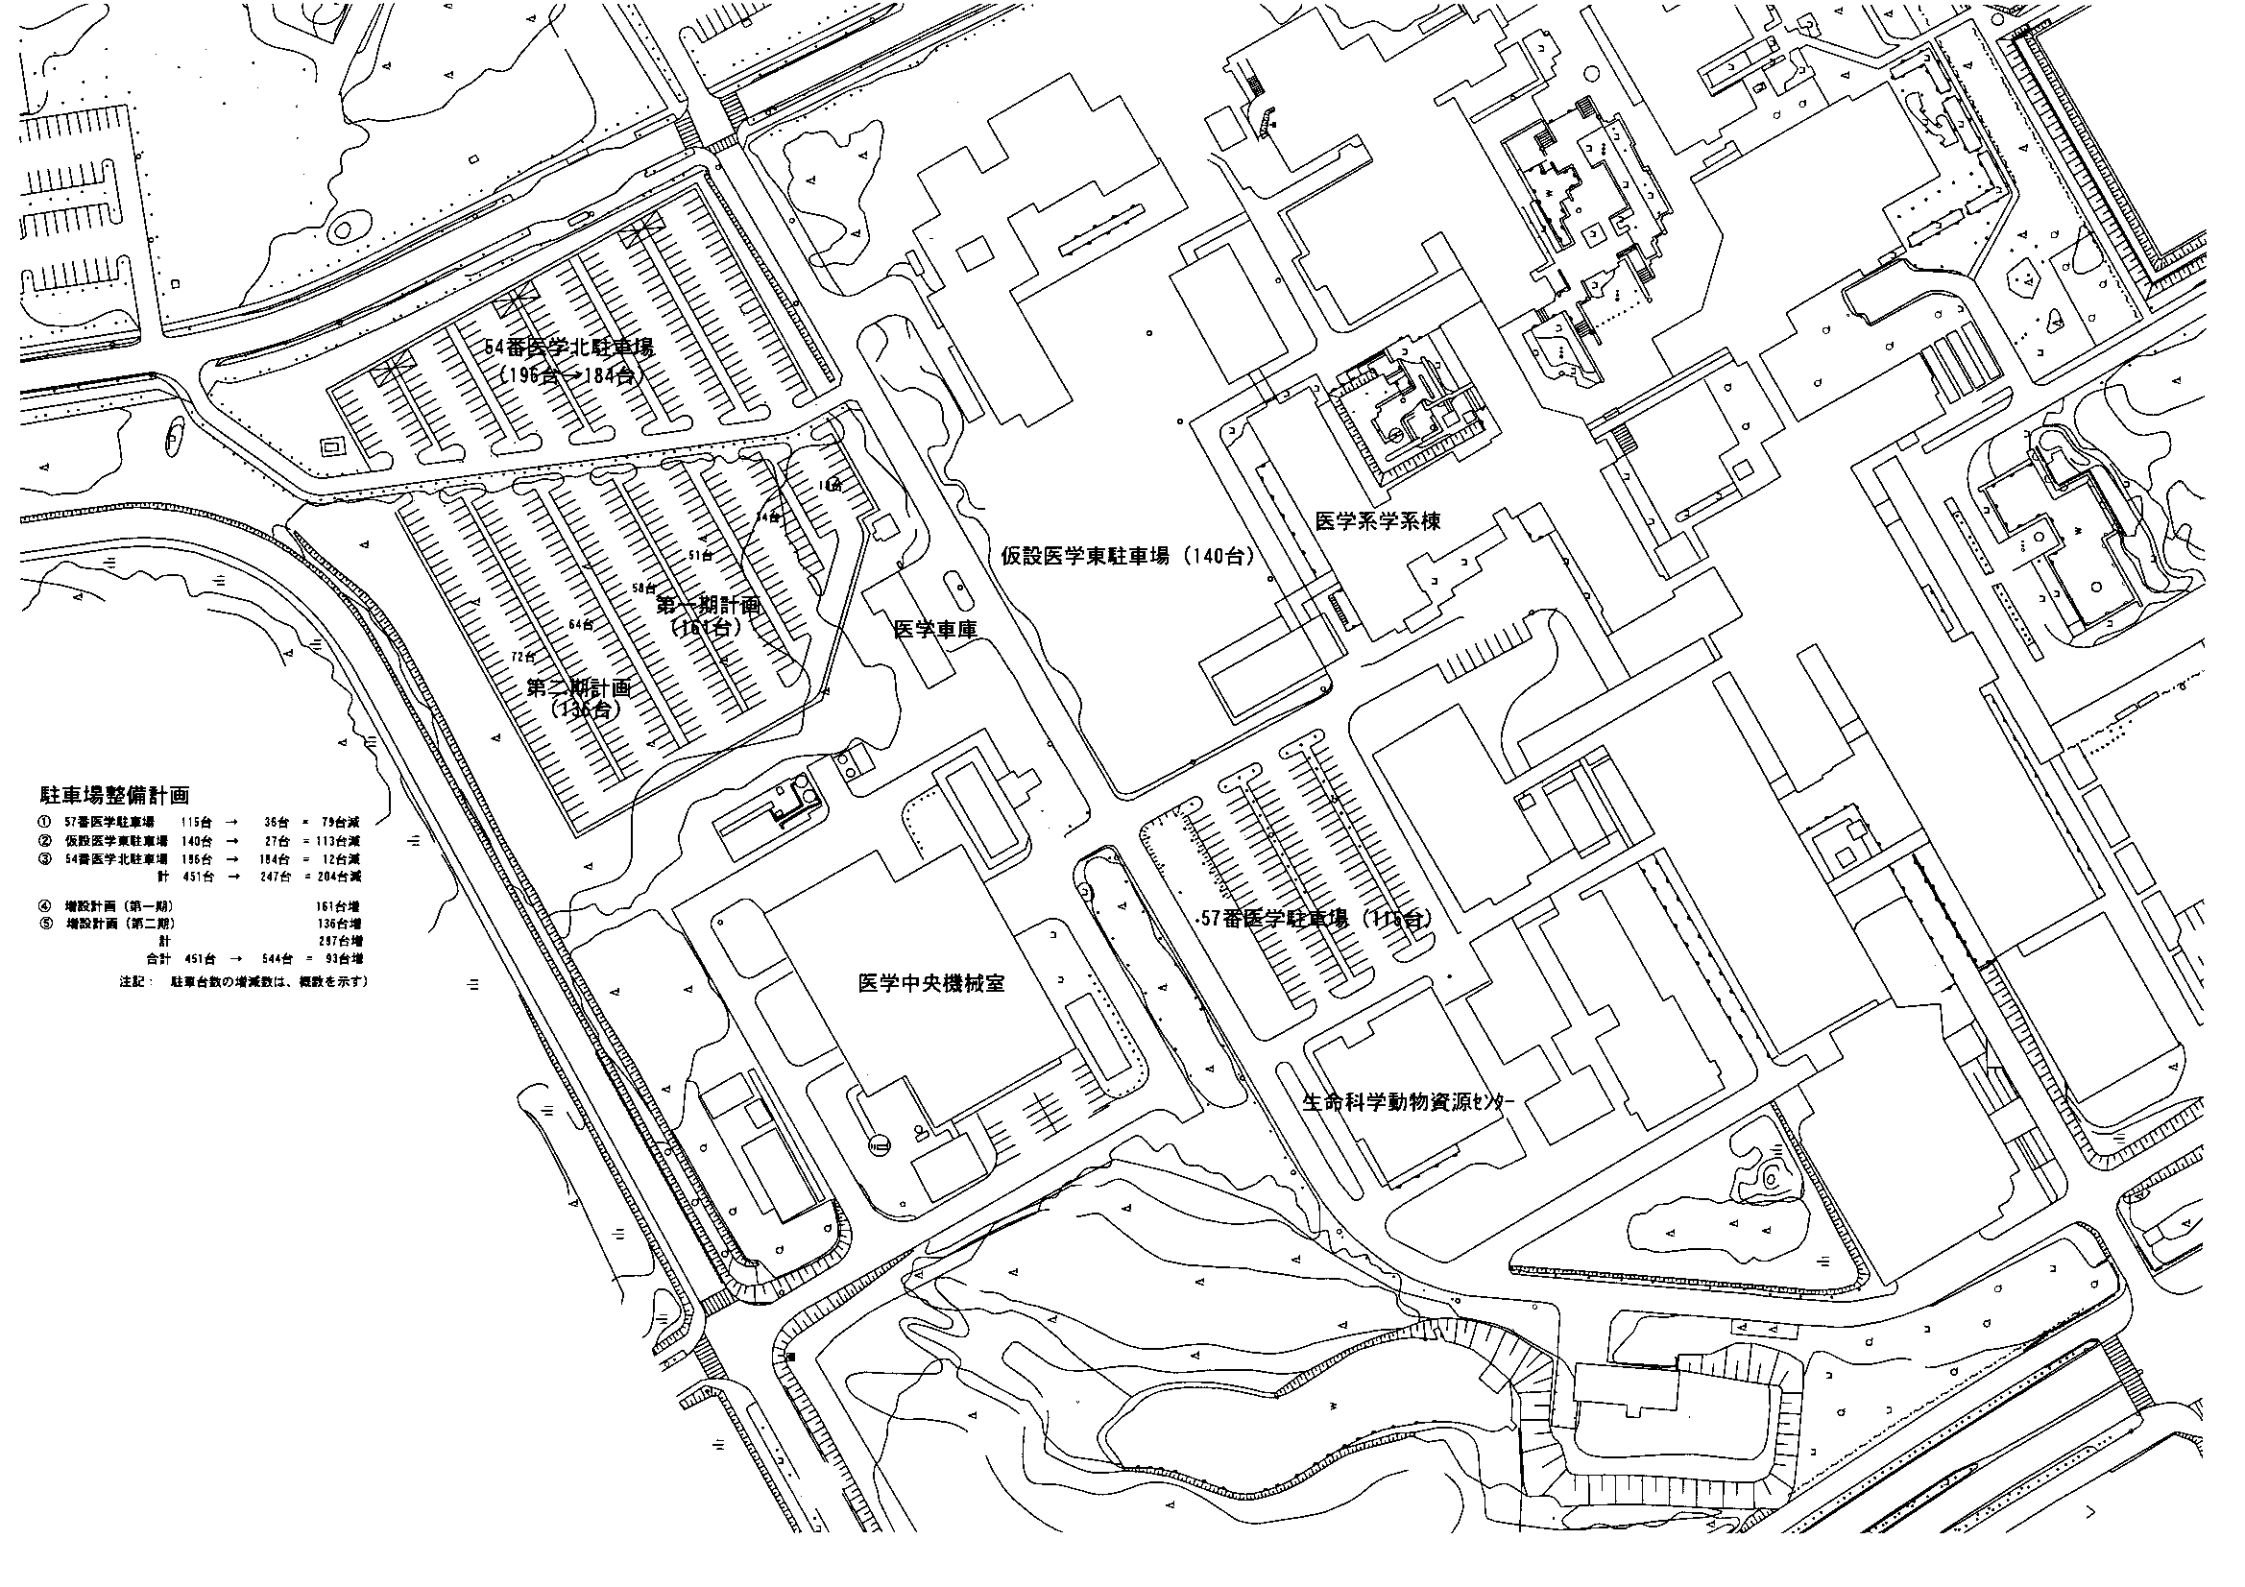 54番医学北駐車場
(196台→184台)
18台
34台
51台
58台
64台
72台
第一期計画
(161台)
第二期計画
(136台)
医学車庫
仮設医学東駐車場 (140台)
医学系学系棟
駐車場整備計画
① 57番医学駐車場 115台 → 36台 = 79台減
② 仮設医学東駐車場 140台 → 27台 = 113台減
③ 54番医学北駐車場 196台 → 184台 = 12台減
計 451台 → 247台 = 204台減
④ 増設計画 (第一期) 161台増
⑤ 増設計画 (第二期) 136台増
計 297台増
合計 451台 → 544台 = 93台増
注記: 駐車台数の増減数は、概数を示す)
57番医学駐車場 (115台)
医学中央機械室
生命科学動物資源ｾﾝﾀｰ